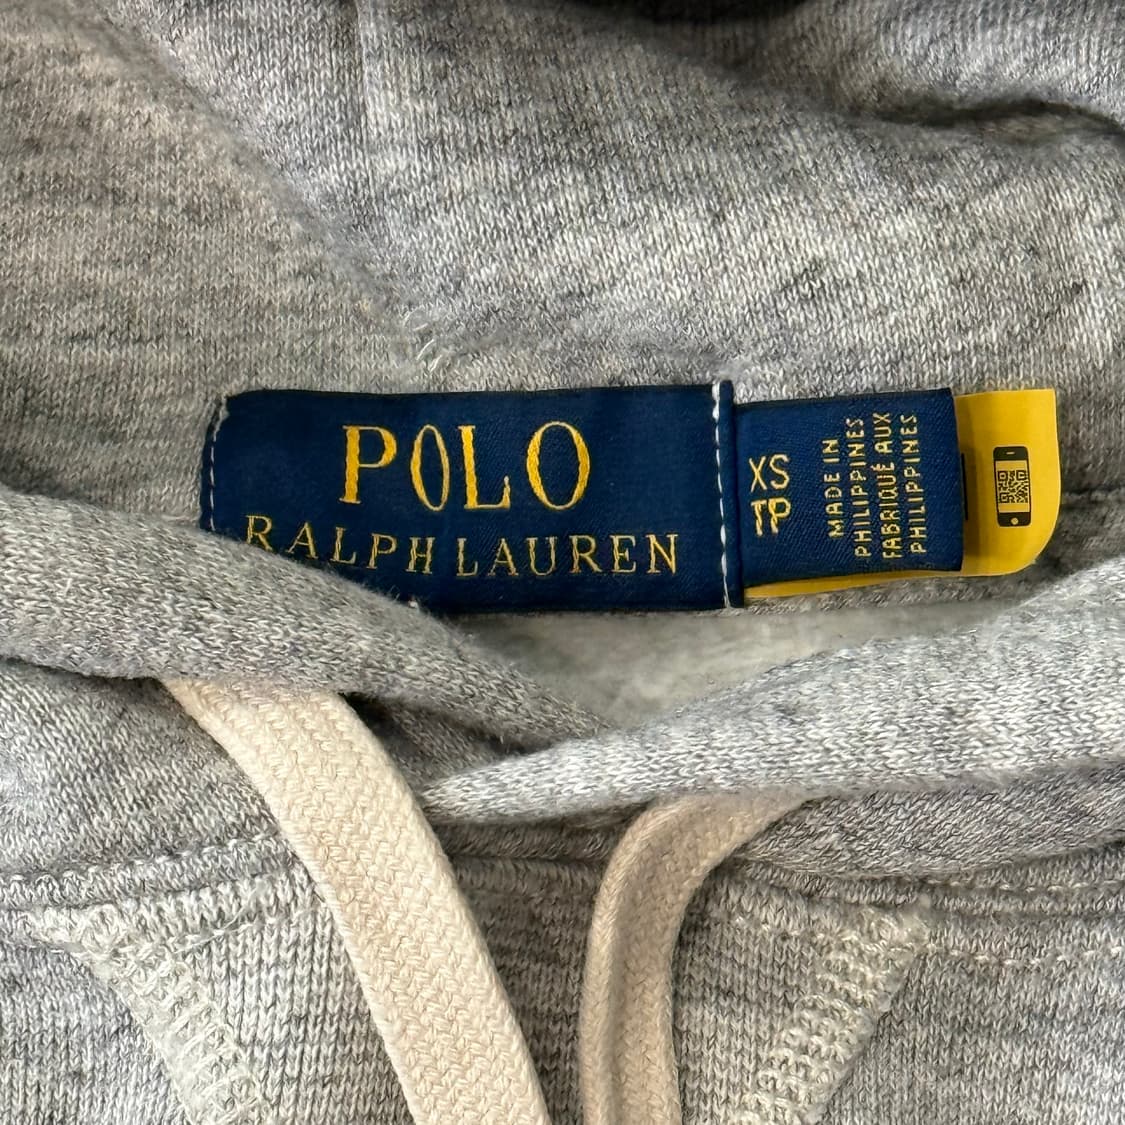 POLO
RALPH LAUREN
XS
TP
MADE IN
PHILIPPINES
FABRIQUÉ AUX
PHILIPPINES